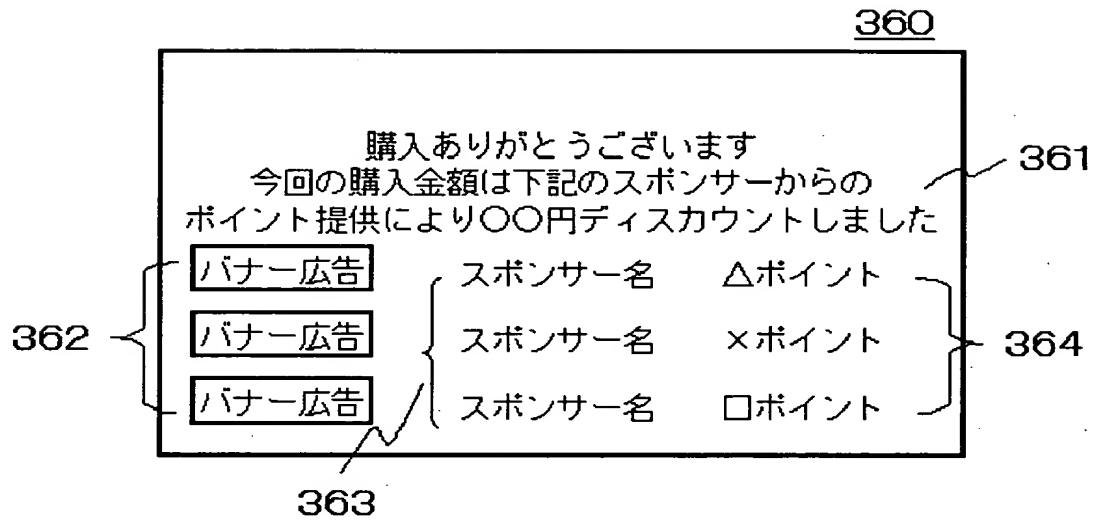 360
購入ありがとうございます
今回の購入金額は下記のスポンサーからの
ポイント提供により〇〇円ディスカウントしました
361
バナー広告 スポンサー名 △ポイント
362 バナー広告 スポンサー名 ×ポイント 364
バナー広告 スポンサー名 □ポイント
363